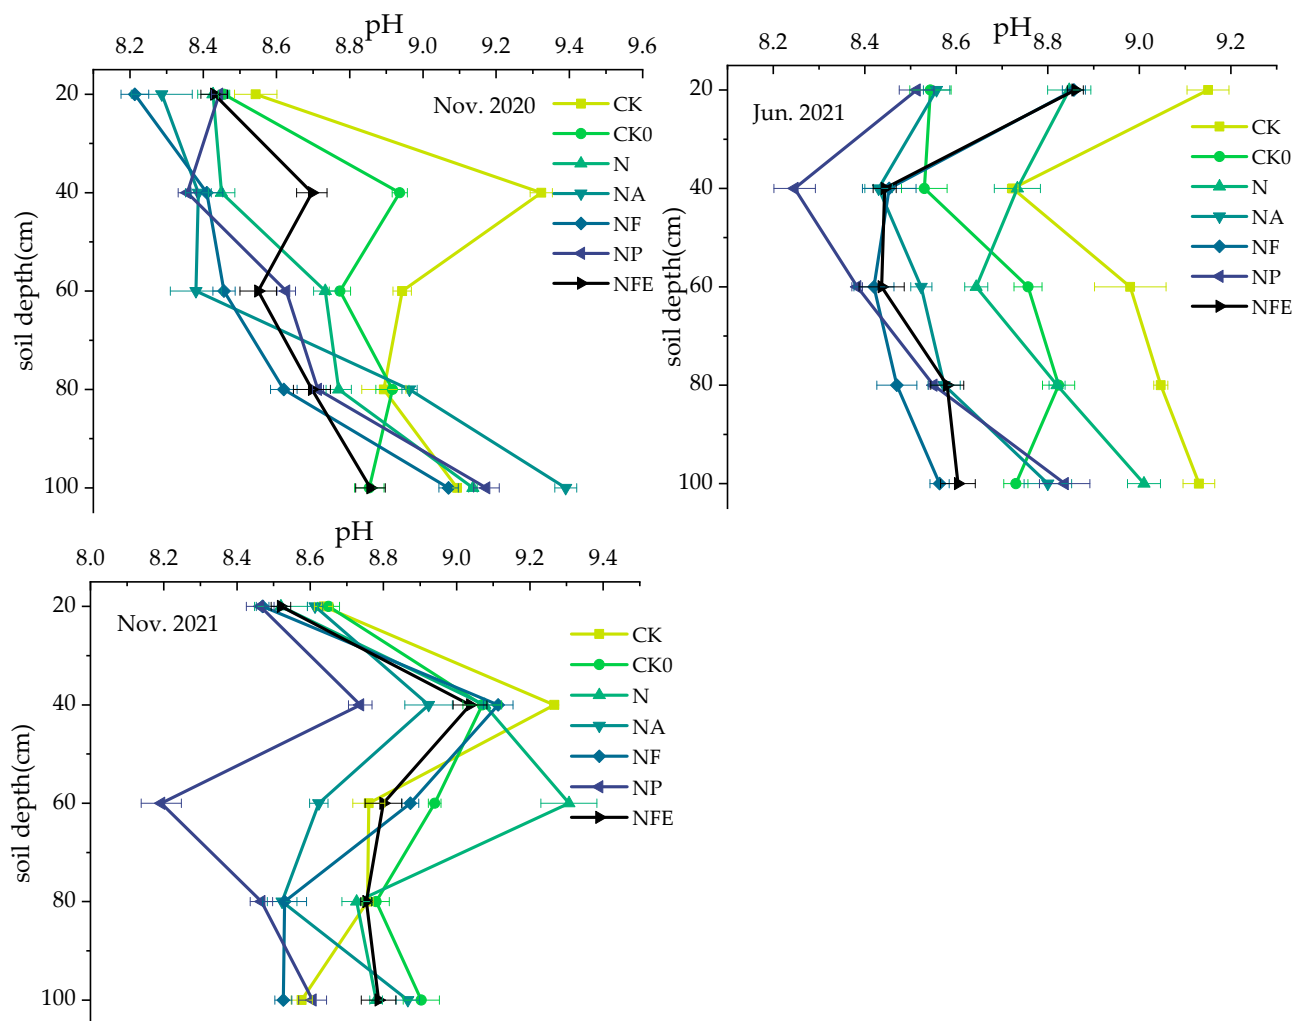 pH
8.2 8.4 8.6 8.8 9.0 9.2 9.4 9.6
soil depth(cm)
20
40
60
80
100
Nov. 2020
CK
CK0
N
NA
NF
NP
NFE
pH
8.2 8.4 8.6 8.8 9.0 9.2
soil depth(cm)
20
40
60
80
100
Jun. 2021
CK
CK0
N
NA
NF
NP
NFE
pH
8.0 8.2 8.4 8.6 8.8 9.0 9.2 9.4
soil depth(cm)
20
40
60
80
100
Nov. 2021
CK
CK0
N
NA
NF
NP
NFE